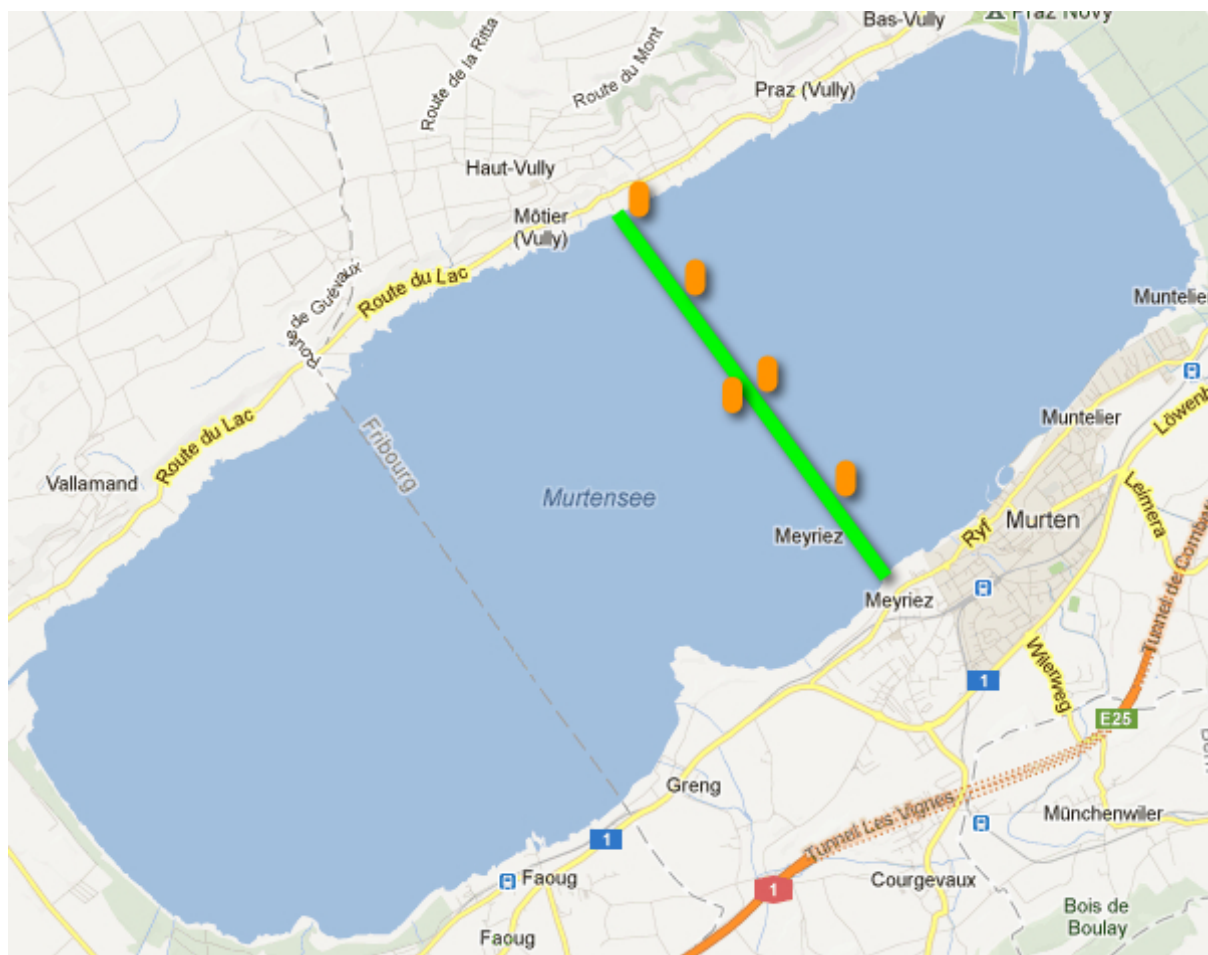 Praz Novy
Bas-Vully
Route de la Ritta
Route du Mont
Praz (Vully)
Haut-Vully
Môtier
(Vully)
Route du Lac
Route de Guévaux
Muntelier
Route du Lac
Muntelier
Löwenb
Fribourg
Vallamand
Leimera
Murtensee
Murten
Ryf
Meyriez
Meyriez
Tunnel de Combette
Wilerweg
1
E25
Greng
Tunnel Les Vignes
Münchenwiler
1
Faoug
1
Courgevaux
Bois de
Boulay
Faoug